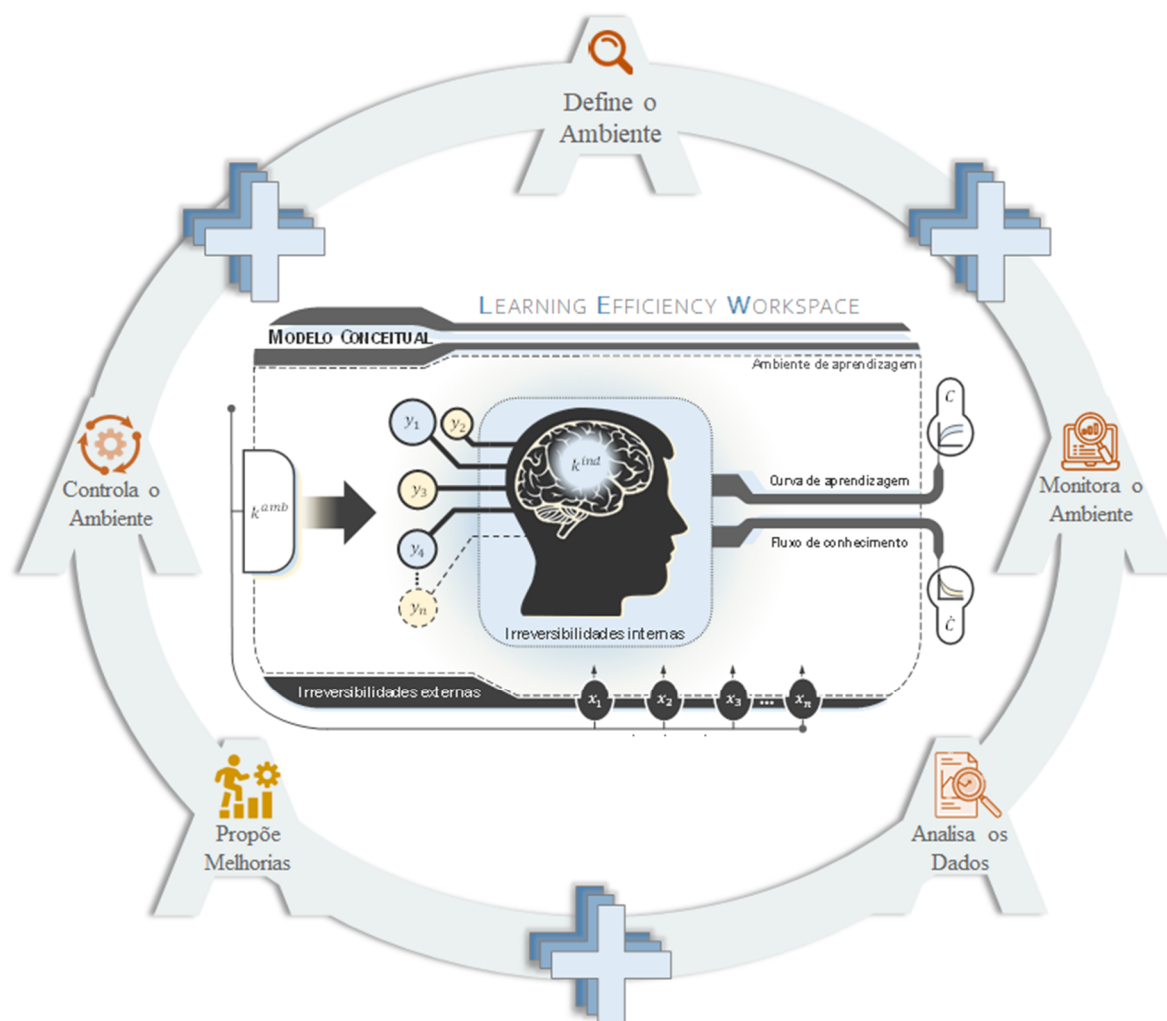 Define o
Ambiente
LEARNING EFFICIENCY WORKSPACE
MODELO CONCEITUAL
Ambiente de aprendizagem
C
y₁
y₂
k^ind
Curva de aprendizagem
Controla o
Ambiente
Monitora o
Ambiente
k^amb
y₃
y₄
Fluxo de conhecimento
yₙ
Ċ
Irreversibilidades internas
Irreversibilidades externas
x₁ x₂ x₃ ... xₙ
Propõe
Melhorias
Analisa os
Dados